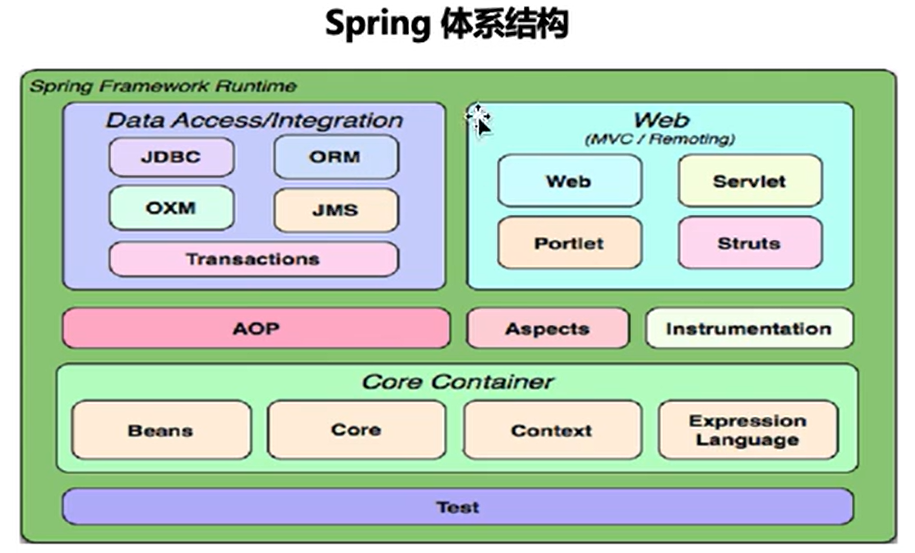 Spring 体系结构
Spring Framework Runtime
Data Access/Integration
JDBC
ORM
OXM
JMS
Transactions
Web
(MVC / Remoting)
Web
Servlet
Portlet
Struts
AOP
Aspects
Instrumentation
Core Container
Beans
Core
Context
Expression
Language
Test